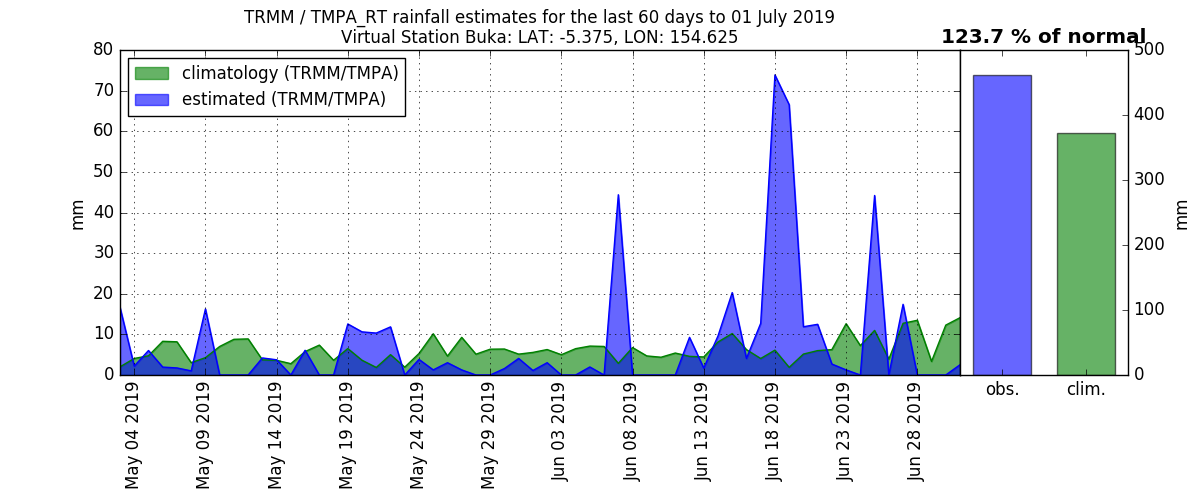 TRMM / TMPA_RT rainfall estimates for the last 60 days to 01 July 2019
Virtual Station Buka: LAT: -5.375, LON: 154.625
123.7 % of normal
climatology (TRMM/TMPA)
estimated (TRMM/TMPA)
80
70
60
50
40
30
20
10
0
mm
May 04 2019
May 09 2019
May 14 2019
May 19 2019
May 24 2019
May 29 2019
Jun 03 2019
Jun 08 2019
Jun 13 2019
Jun 18 2019
Jun 23 2019
Jun 28 2019
obs.
clim.
500
400
300
200
100
0
mm